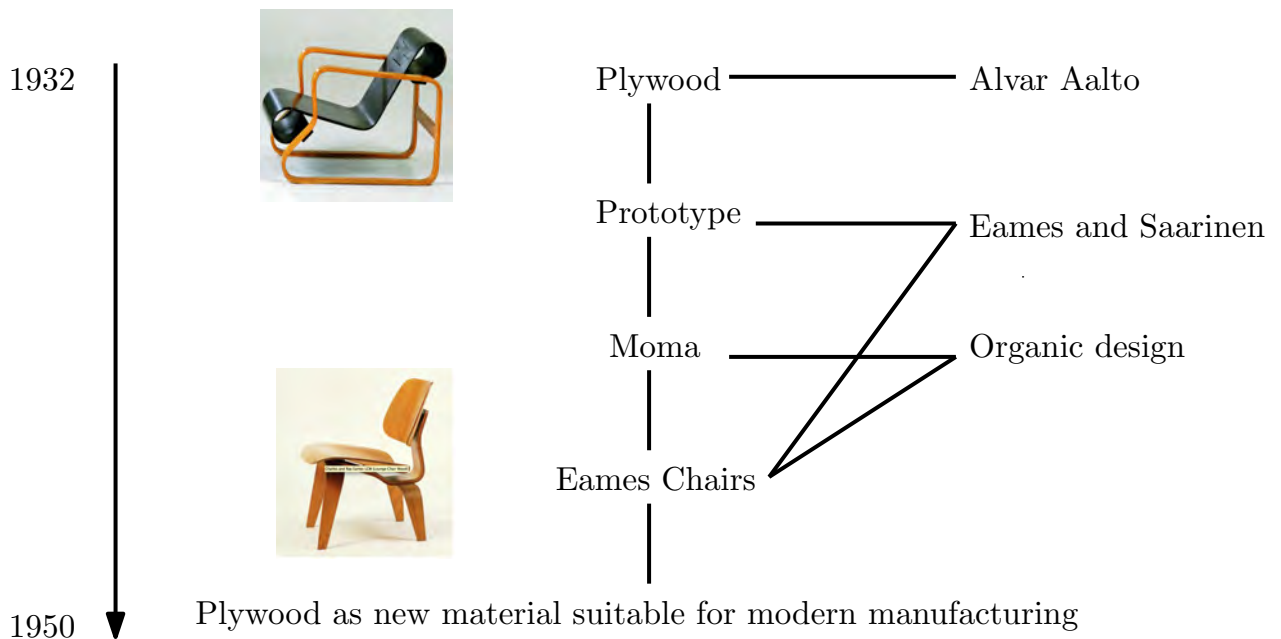 1932
Plywood
Alvar Aalto
Prototype
Eames and Saarinen
Moma
Organic design
Eames Chairs
1950
Plywood as new material suitable for modern manufacturing